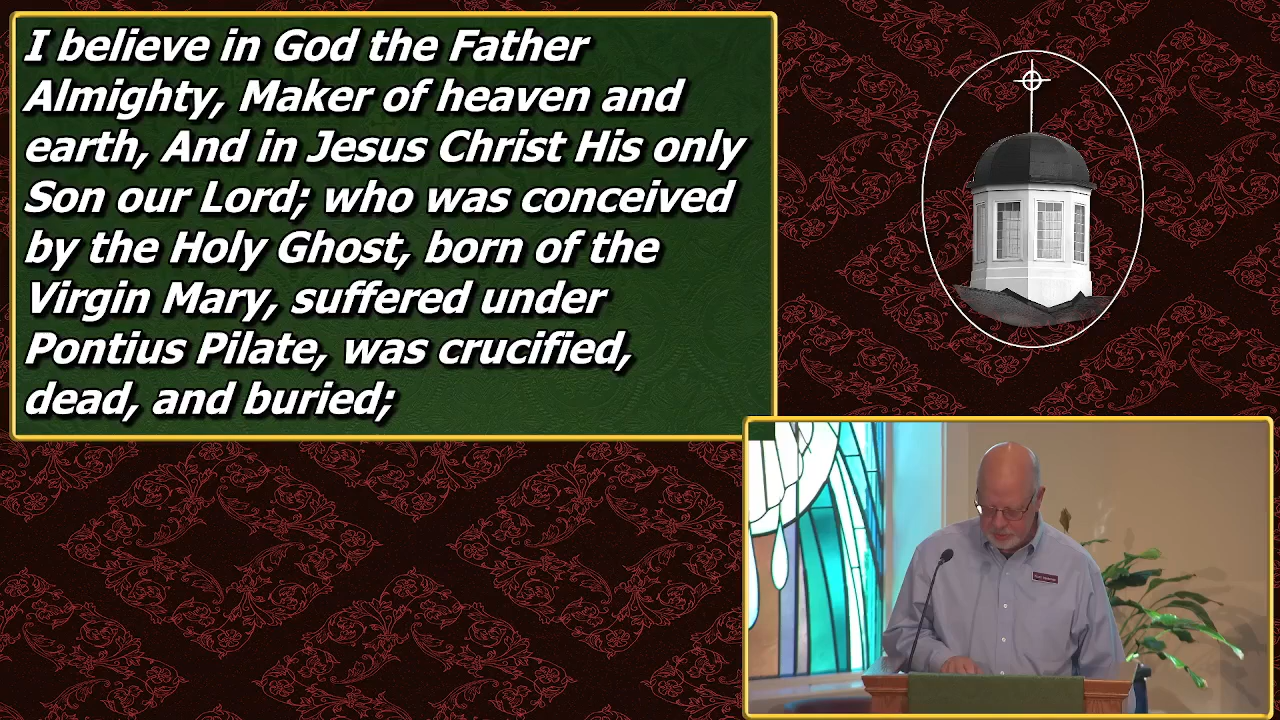 I believe in God the Father
Almighty, Maker of heaven and
earth, And in Jesus Christ His only
Son our Lord; who was conceived
by the Holy Ghost, born of the
Virgin Mary, suffered under
Pontius Pilate, was crucified,
dead, and buried;